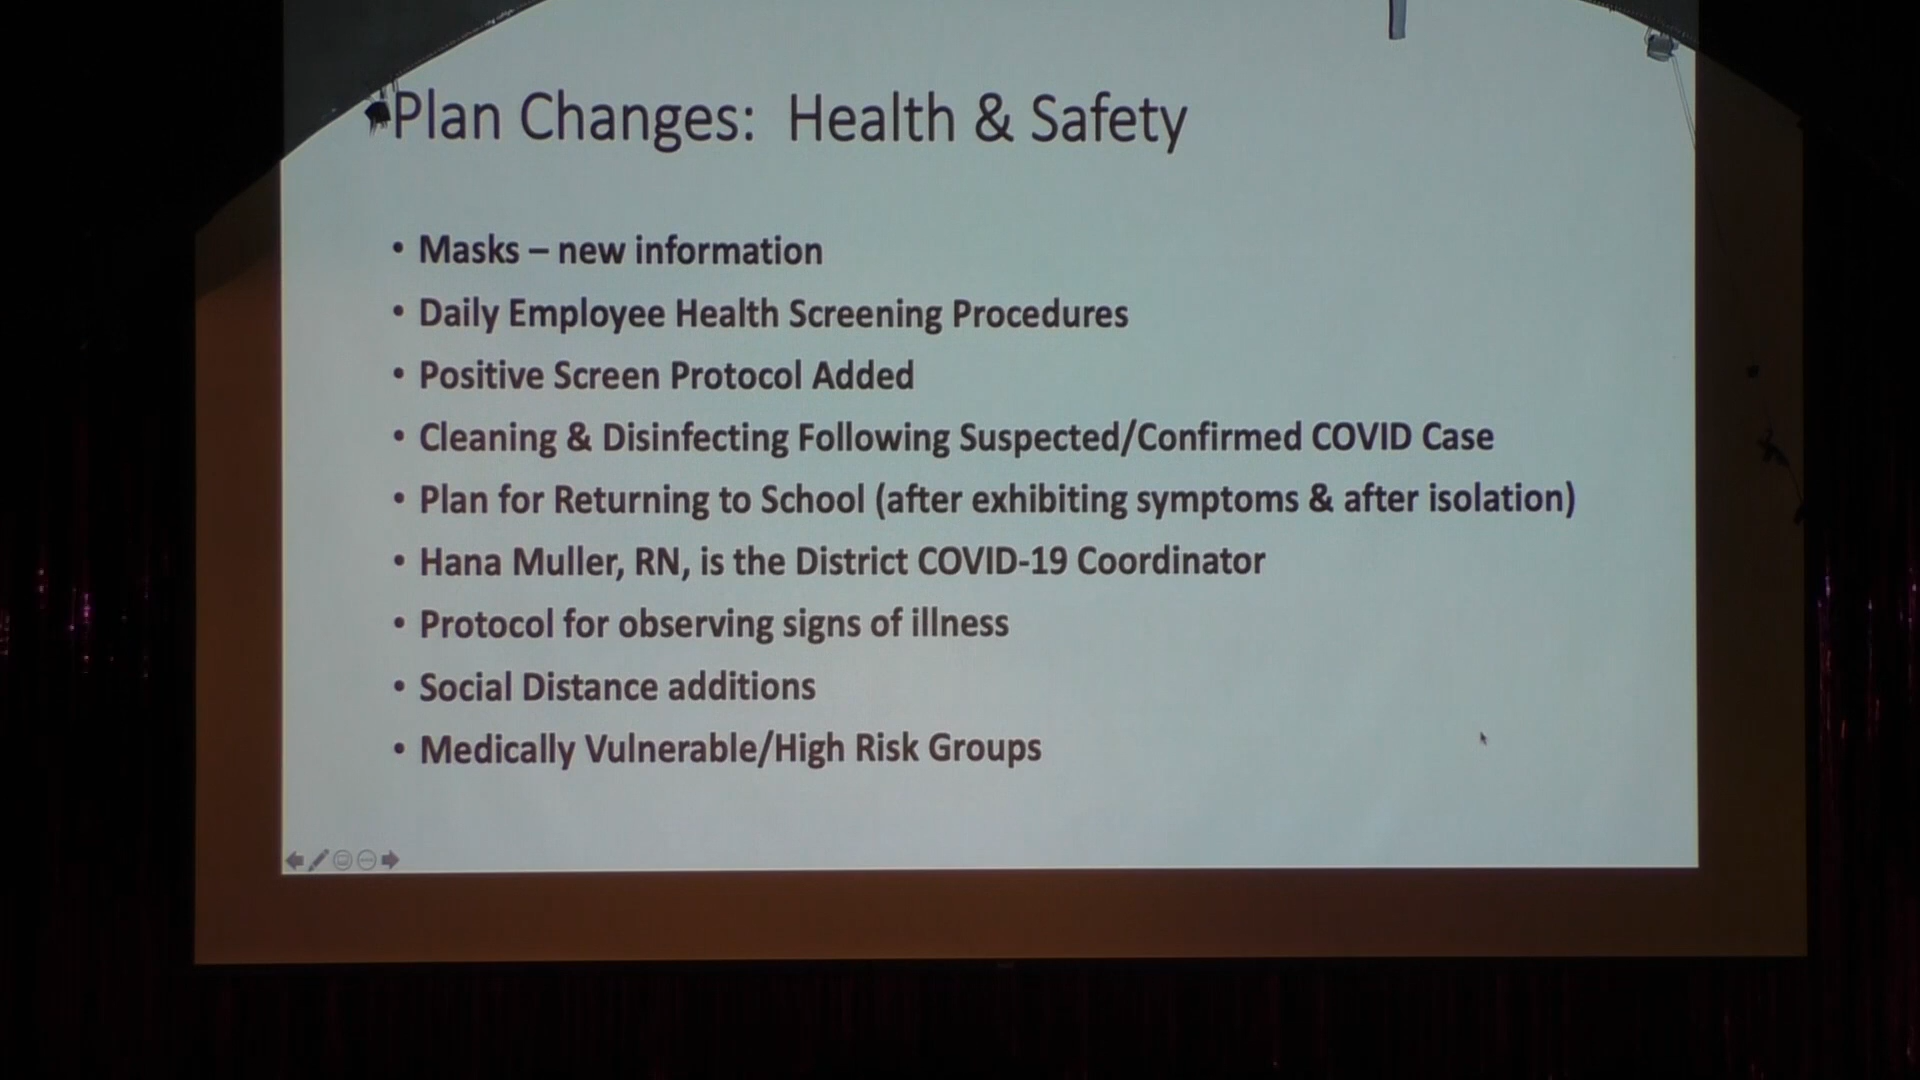 Plan Changes: Health & Safety
• Masks – new information
• Daily Employee Health Screening Procedures
• Positive Screen Protocol Added
• Cleaning & Disinfecting Following Suspected/Confirmed COVID Case
• Plan for Returning to School (after exhibiting symptoms & after isolation)
• Hana Muller, RN, is the District COVID-19 Coordinator
• Protocol for observing signs of illness
• Social Distance additions
• Medically Vulnerable/High Risk Groups